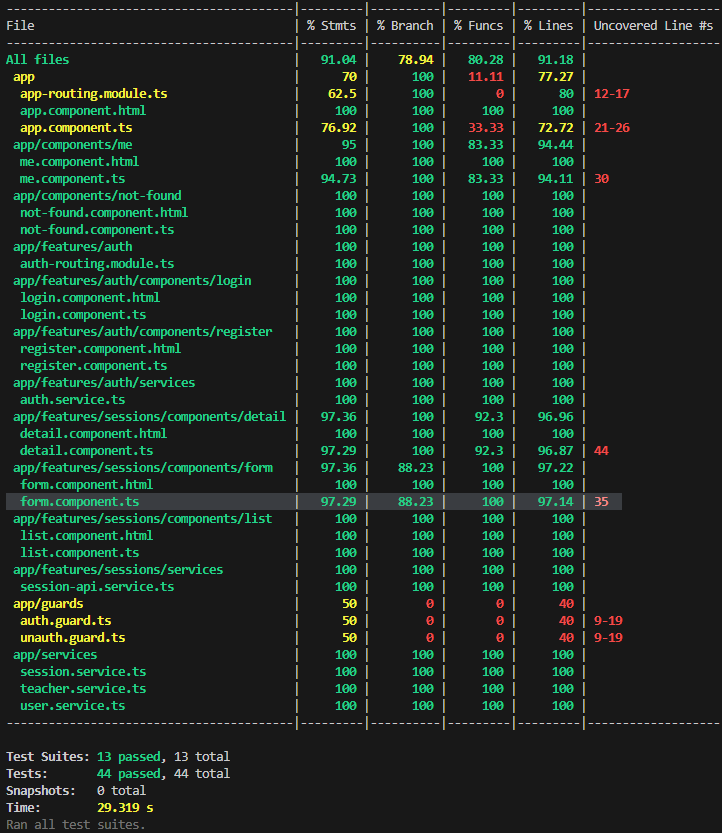 -----------------------------------------|---------|----------|---------|---------|-------------------
File                                     | % Stmts | % Branch | % Funcs | % Lines | Uncovered Line #s
-----------------------------------------|---------|----------|---------|---------|-------------------
All files                                |   91.04 |    78.94 |   80.28 |   91.18 |
 app                                     |      70 |      100 |   11.11 |   77.27 |
  app-routing.module.ts                  |    62.5 |      100 |       0 |      80 | 12-17
  app.component.html                     |     100 |      100 |     100 |     100 |
  app.component.ts                       |   76.92 |      100 |   33.33 |   72.72 | 21-26
 app/components/me                       |      95 |      100 |   83.33 |   94.44 |
  me.component.html                      |     100 |      100 |     100 |     100 |
  me.component.ts                        |   94.73 |      100 |   83.33 |   94.11 | 30
 app/components/not-found                |     100 |      100 |     100 |     100 |
  not-found.component.html               |     100 |      100 |     100 |     100 |
  not-found.component.ts                 |     100 |      100 |     100 |     100 |
 app/features/auth                       |     100 |      100 |     100 |     100 |
  auth-routing.module.ts                 |     100 |      100 |     100 |     100 |
 app/features/auth/components/login      |     100 |      100 |     100 |     100 |
  login.component.html                   |     100 |      100 |     100 |     100 |
  login.component.ts                     |     100 |      100 |     100 |     100 |
 app/features/auth/components/register   |     100 |      100 |     100 |     100 |
  register.component.html                |     100 |      100 |     100 |     100 |
  register.component.ts                  |     100 |      100 |     100 |     100 |
 app/features/auth/services              |     100 |      100 |     100 |     100 |
  auth.service.ts                        |     100 |      100 |     100 |     100 |
 app/features/sessions/components/detail |   97.36 |      100 |    92.3 |   96.96 |
  detail.component.html                  |     100 |      100 |     100 |     100 |
  detail.component.ts                    |   97.29 |      100 |    92.3 |   96.87 | 44
 app/features/sessions/components/form   |   97.36 |    88.23 |     100 |   97.22 |
  form.component.html                    |     100 |      100 |     100 |     100 |
  form.component.ts                      |   97.29 |    88.23 |     100 |   97.14 | 35
 app/features/sessions/components/list   |     100 |      100 |     100 |     100 |
  list.component.html                    |     100 |      100 |     100 |     100 |
  list.component.ts                      |     100 |      100 |     100 |     100 |
 app/features/sessions/services          |     100 |      100 |     100 |     100 |
  session-api.service.ts                 |     100 |      100 |     100 |     100 |
 app/guards                              |      50 |        0 |       0 |      40 |
  auth.guard.ts                          |      50 |        0 |       0 |      40 | 9-19
  unauth.guard.ts                        |      50 |        0 |       0 |      40 | 9-19
 app/services                            |     100 |      100 |     100 |     100 |
  session.service.ts                     |     100 |      100 |     100 |     100 |
  teacher.service.ts                     |     100 |      100 |     100 |     100 |
  user.service.ts                        |     100 |      100 |     100 |     100 |
-----------------------------------------|---------|----------|---------|---------|-------------------
Test Suites: 13 passed, 13 total
Tests:       44 passed, 44 total
Snapshots:   0 total
Time:        29.319 s
Ran all test suites.